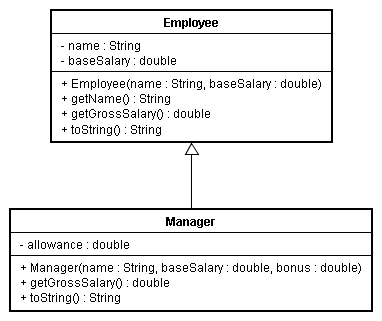 Employee
- name : String
- baseSalary : double
+ Employee(name : String, baseSalary : double)
+ getName() : String
+ getGrossSalary() : double
+ toString() : String
Manager
- allowance : double
+ Manager(name : String, baseSalary : double, bonus : double)
+ getGrossSalary() : double
+ toString() : String